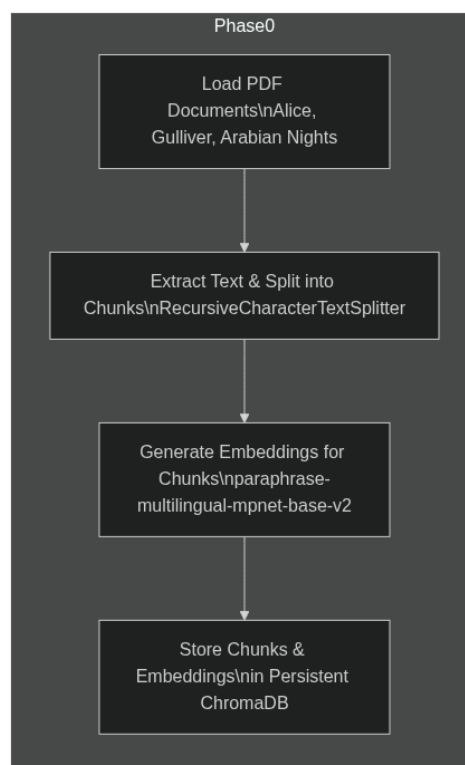 Phase0
Load PDF
Documents\nAlice,
Gulliver, Arabian Nights
Extract Text & Split into
Chunks\nRecursiveCharacterTextSplitter
Generate Embeddings for
Chunks\nparaphrase-
multilingual-mpnet-base-v2
Store Chunks &
Embeddings\nin Persistent
ChromaDB